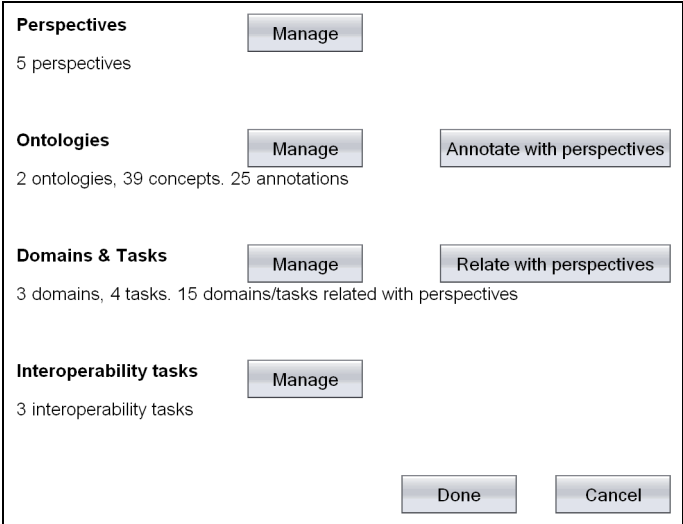 Perspectives Manage
5 perspectives
Ontologies Manage Annotate with perspectives
2 ontologies, 39 concepts. 25 annotations
Domains & Tasks Manage Relate with perspectives
3 domains, 4 tasks. 15 domains/tasks related with perspectives
Interoperability tasks Manage
3 interoperability tasks
Done Cancel